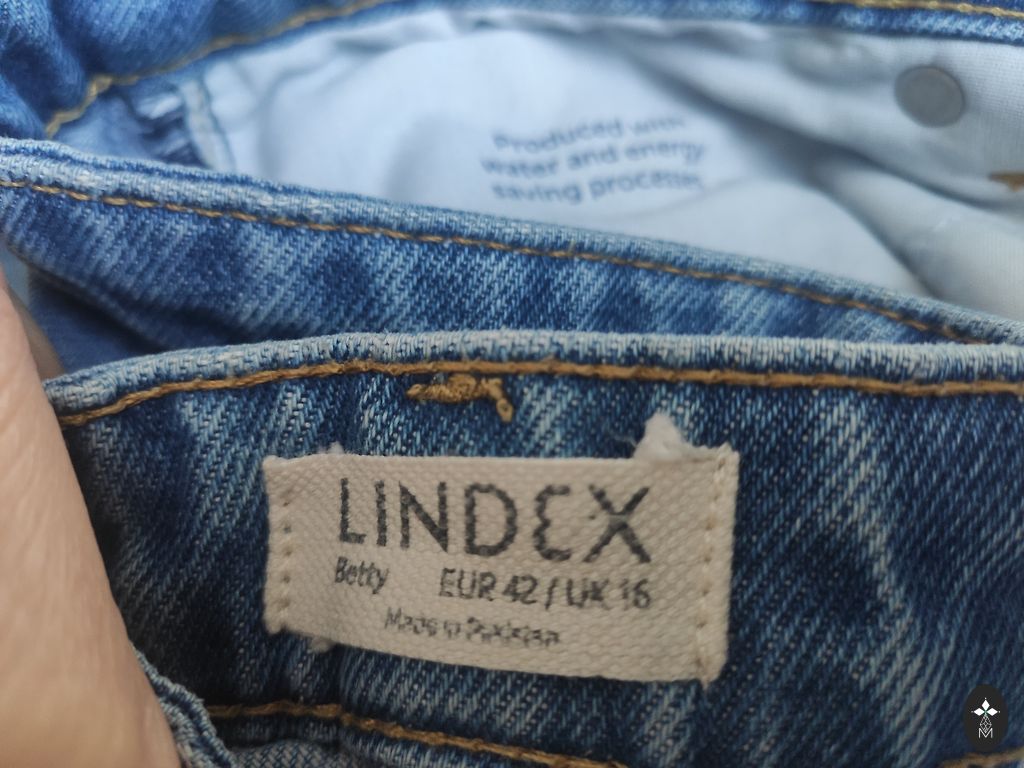 Produced with
water and energy
saving processes
LINDEX
Betty EUR 42 / UK 16
Made in Pakistan
M